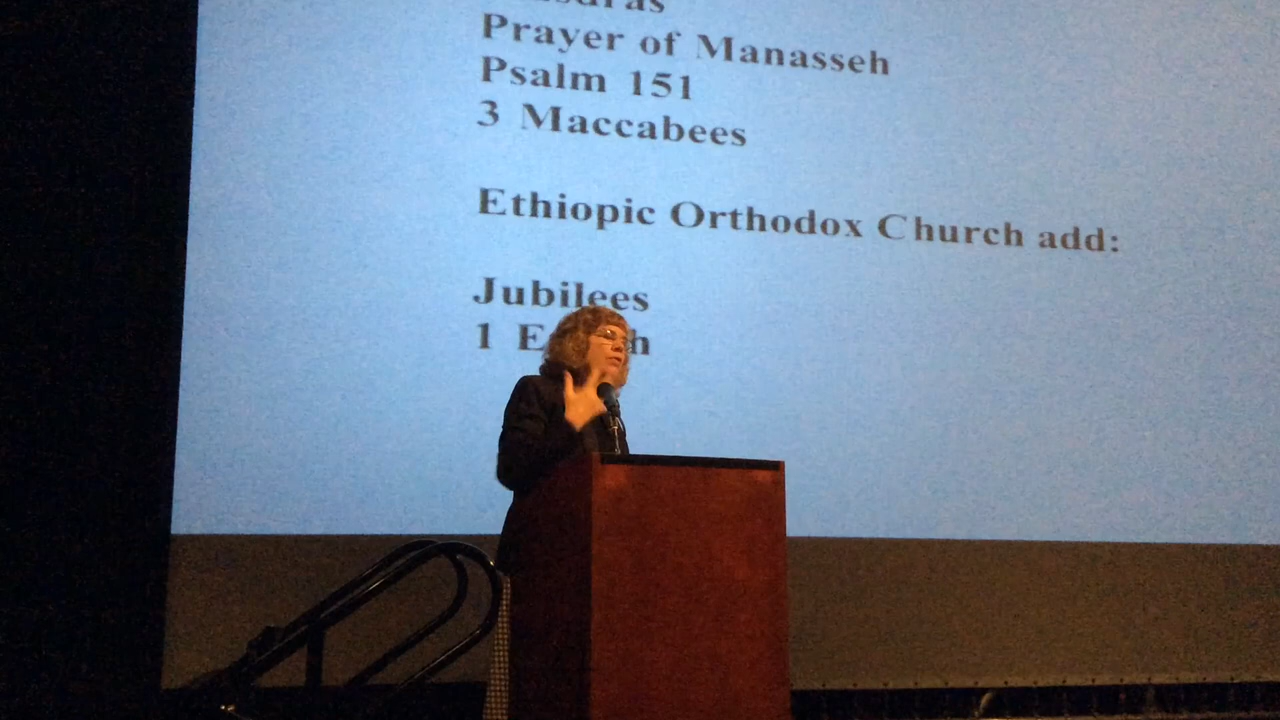 Prayer of Manasseh
Psalm 151
3 Maccabees
Ethiopic Orthodox Church add:
Jubilees
1